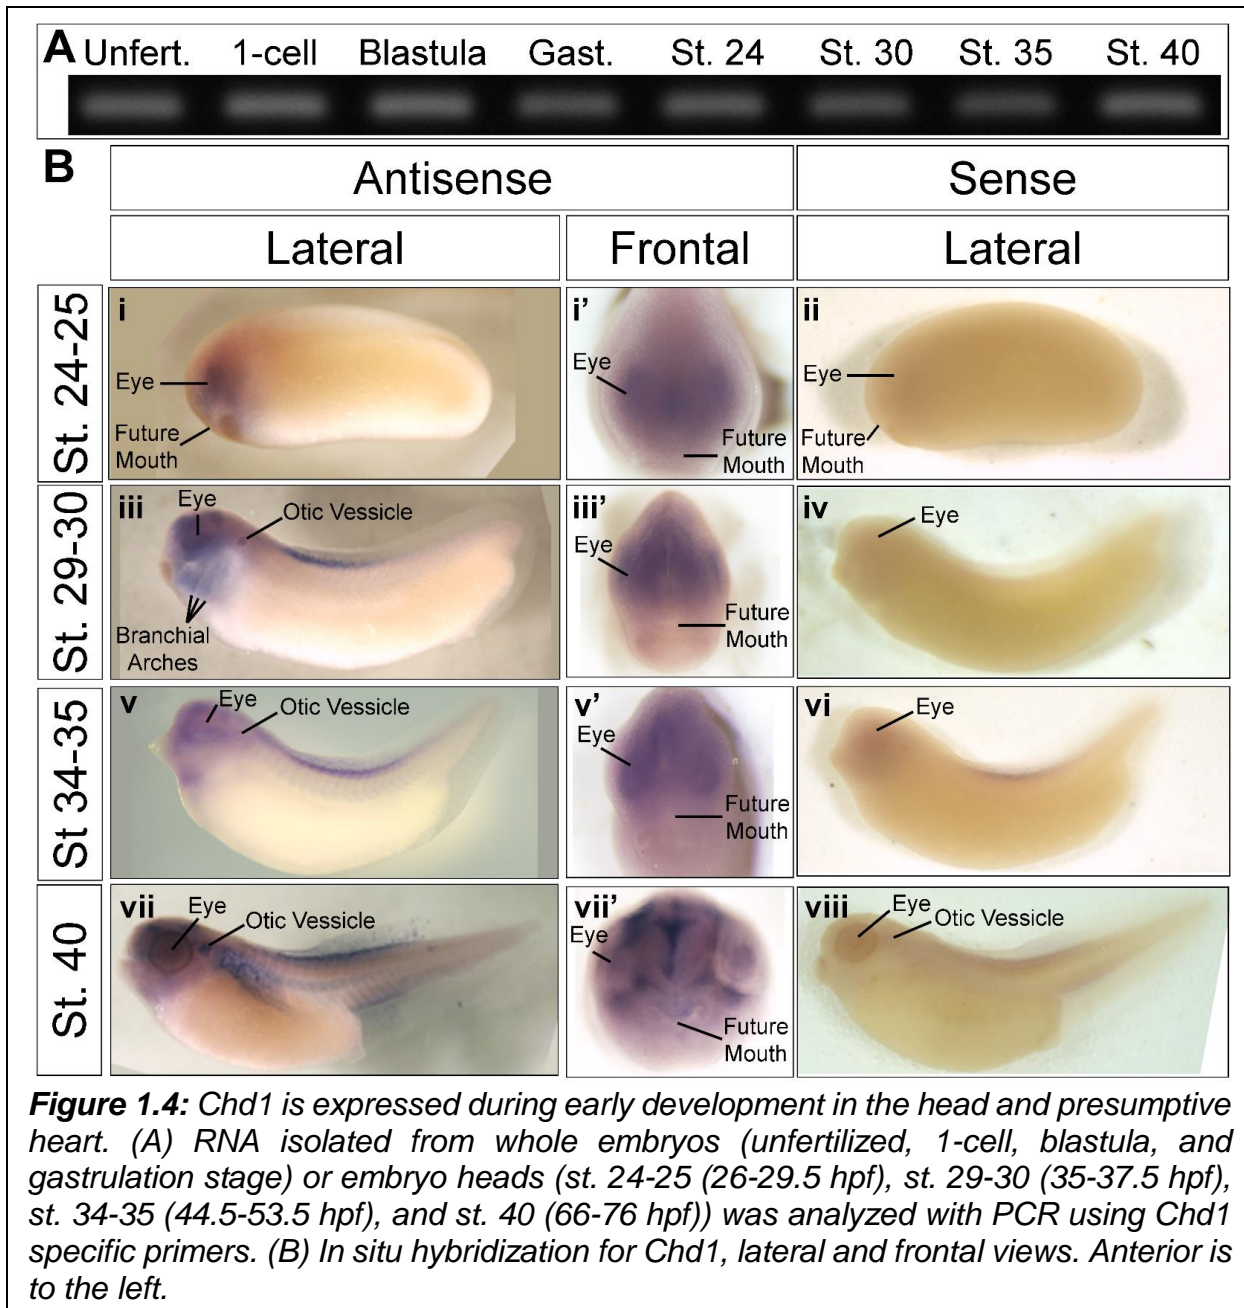 A Unfert. 1-cell Blastula Gast. St. 24 St. 30 St. 35 St. 40
B
Antisense Sense
Lateral Frontal Lateral
St. 24-25
i
Eye
Future
Mouth
i’
Eye
Future
Mouth
ii
Eye
Future
Mouth
St. 29-30
iii
Eye
Otic Vessicle
Branchial
Arches
iii’
Eye
Future
Mouth
iv
Eye
St 34-35
v
Eye
Otic Vessicle
v’
Eye
Future
Mouth
vi
Eye
St. 40
vii
Eye
Otic Vessicle
vii’
Eye
Future
Mouth
viii
Eye
Otic Vessicle
Figure 1.4: Chd1 is expressed during early development in the head and presumptive
heart. (A) RNA isolated from whole embryos (unfertilized, 1-cell, blastula, and
gastrulation stage) or embryo heads (st. 24-25 (26-29.5 hpf), st. 29-30 (35-37.5 hpf),
st. 34-35 (44.5-53.5 hpf), and st. 40 (66-76 hpf)) was analyzed with PCR using Chd1
specific primers. (B) In situ hybridization for Chd1, lateral and frontal views. Anterior is
to the left.